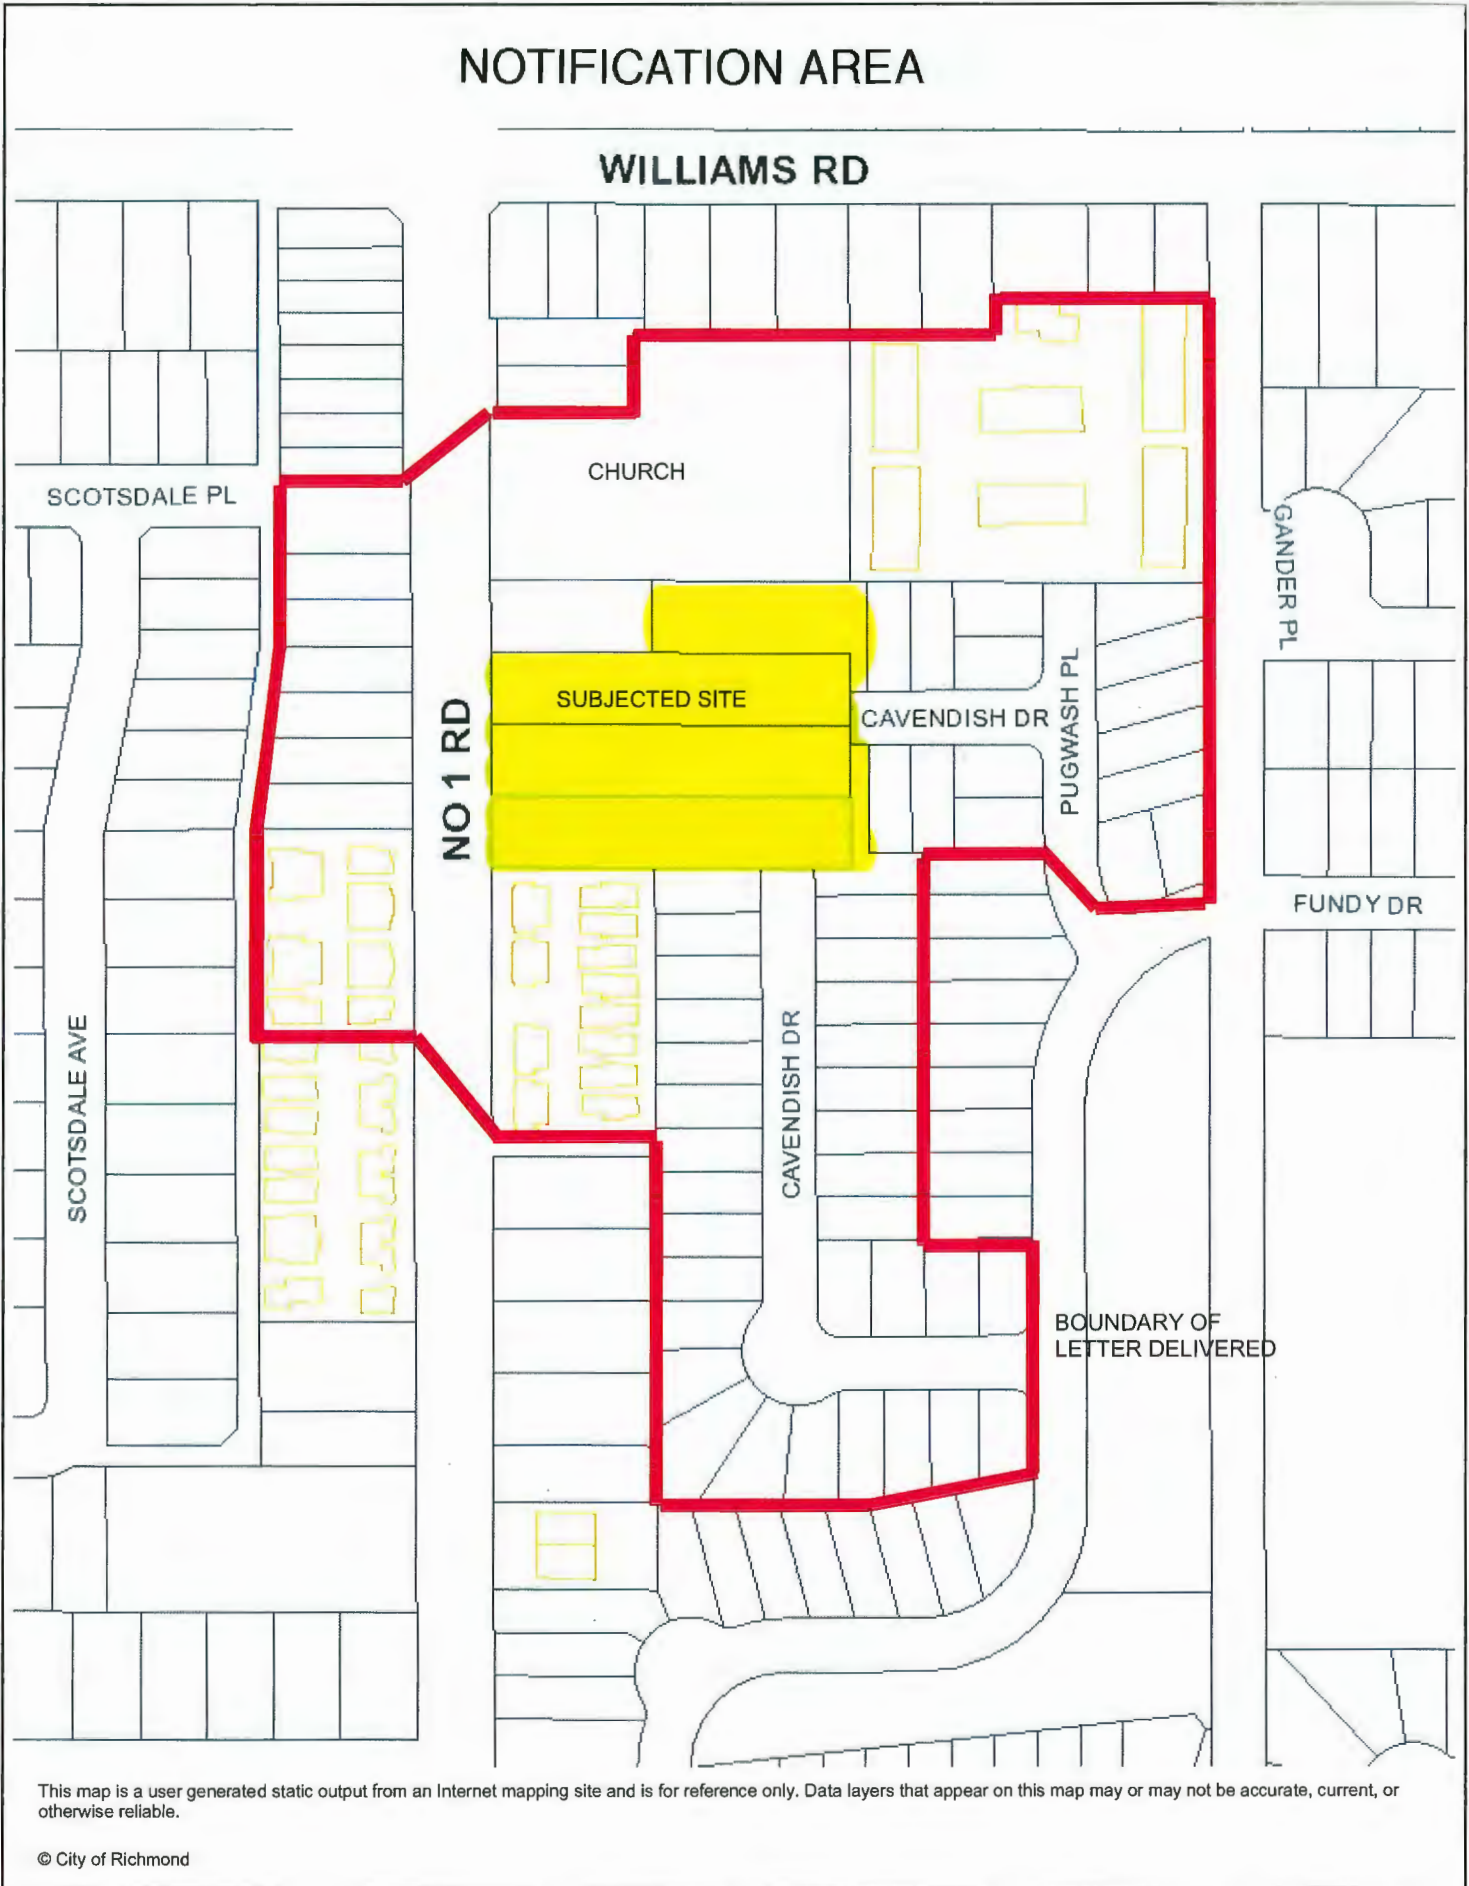 NOTIFICATION AREA
WILLIAMS RD
CHURCH
SCOTSDALE PL
GANDER PL
SUBJECTED SITE
CAVENDISH DR
PUGWASH PL
NO 1 RD
FUNDY DR
SCOTSDALE AVE
CAVENDISH DR
BOUNDARY OF
LETTER DELIVERED
This map is a user generated static output from an Internet mapping site and is for reference only. Data layers that appear on this map may or may not be accurate, current, or
otherwise reliable.
© City of Richmond